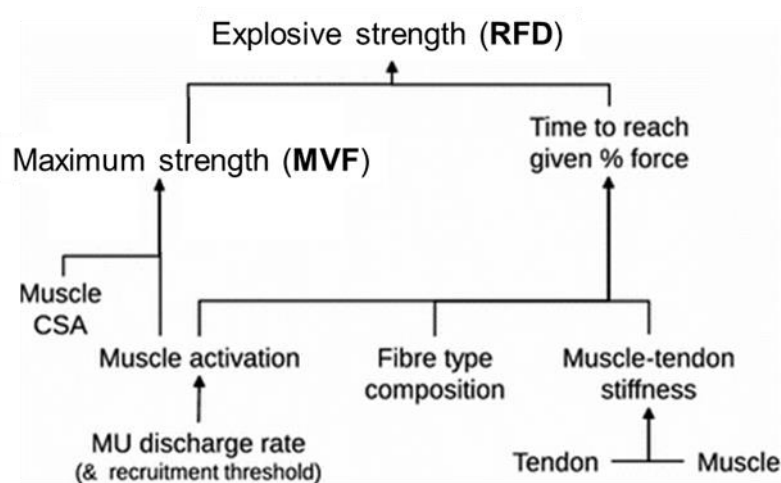 Explosive strength (RFD)
Time to reach
given % force
Maximum strength (MVF)
Muscle
CSA
Muscle activation
Fibre type
composition
Muscle-tendon
stiffness
MU discharge rate
(& recruitment threshold)
Tendon
Muscle